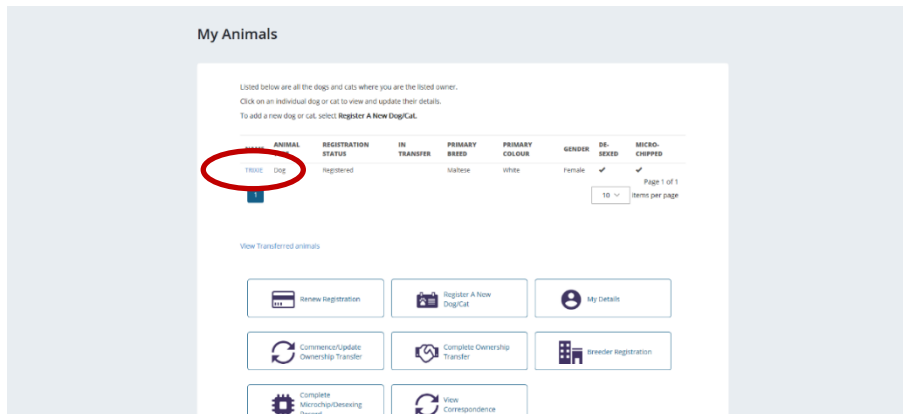 My Animals
Listed below are all the dogs and cats where you are the listed owner.
Click on an individual dog or cat to view and update their details.
To add a new dog or cat, select Register A New Dog/Cat.
ANIMAL REGISTRATION IN PRIMARY PRIMARY GENDER DE- MICRO-
STATUS TRANSFER BREED COLOUR SEXED CHIPPED
TRIXIE Dog Registered Maltese White Female ✔ ✔
Page 1 of 1
1 10 items per page
View Transferred animals
Renew Registration
Register A New
Dog/Cat
My Details
Commence/Update
Ownership Transfer
Complete Ownership
Transfer
Breeder Registration
Complete
Microchip/Desexing
View
Correspondence